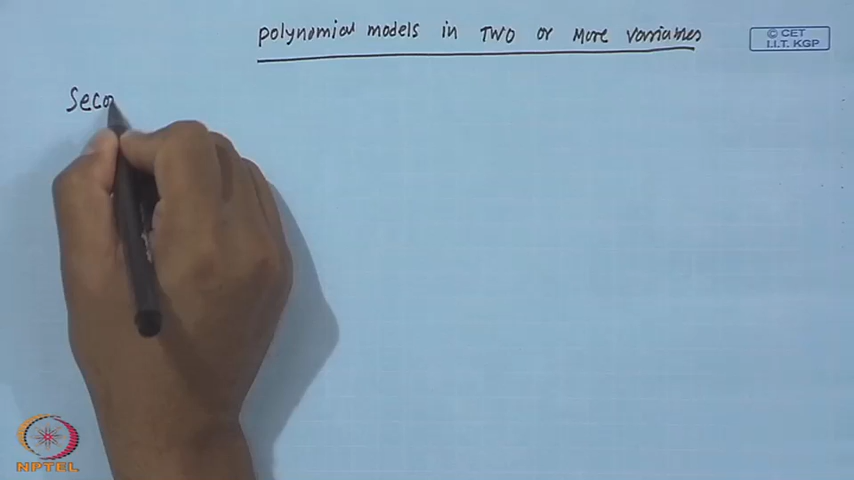 polynomial models in TWO or More variables
© CET
I.I.T. KGP
Seco
NPTEL